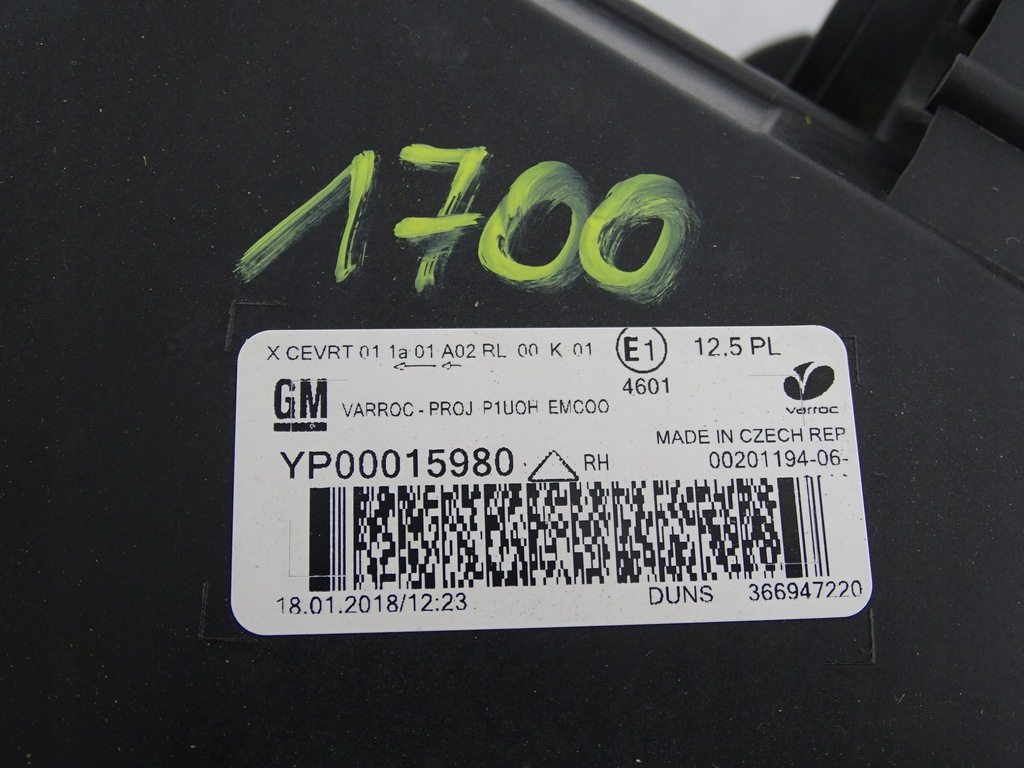 1700
X CEVRT 01 1a 01 A02 RL 00 K 01 E1 12.5 PL
4601
GM VARROC - PROJ P1UOH EMCOO varroc
MADE IN CZECH REP
YP00015980 RH 00201194-06-
18.01.2018/12:23 DUNS 366947220